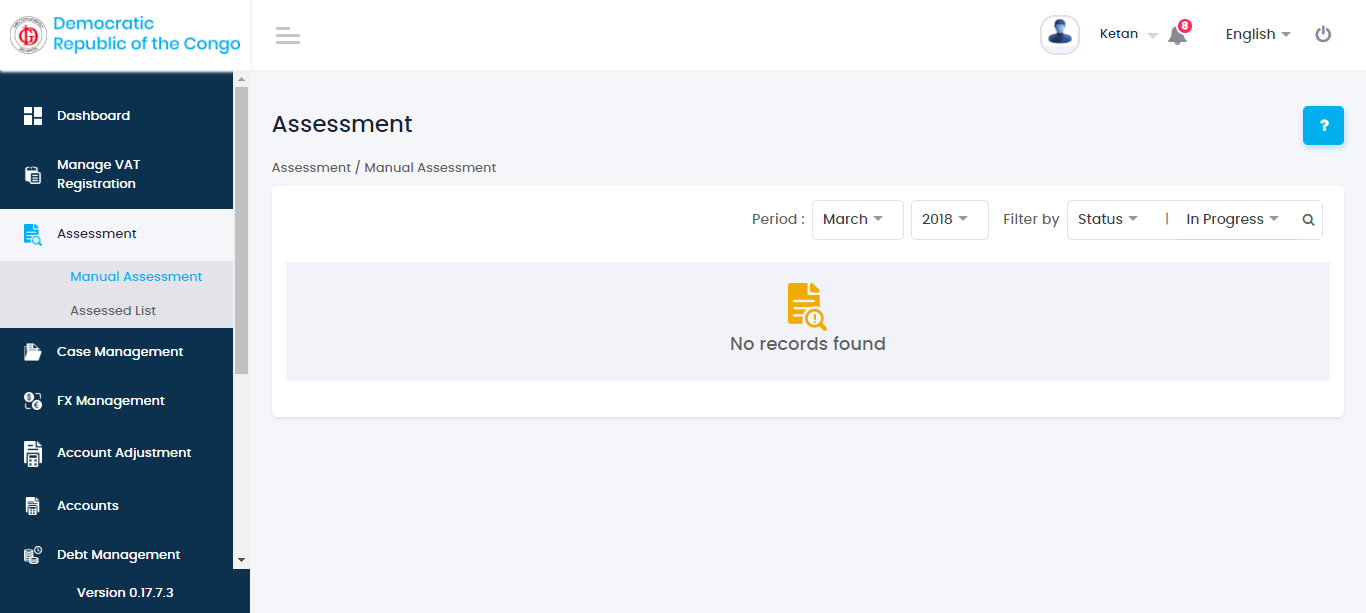 Democratic
Republic of the Congo
Ketan
8
English
Dashboard
Manage VAT
Registration
Assessment
Manual Assessment
Assessed List
Case Management
FX Management
Account Adjustment
Accounts
Debt Management
Version 0.17.7.3
Assessment
?
Assessment / Manual Assessment
Period : March 2018 Filter by Status | In Progress
No records found